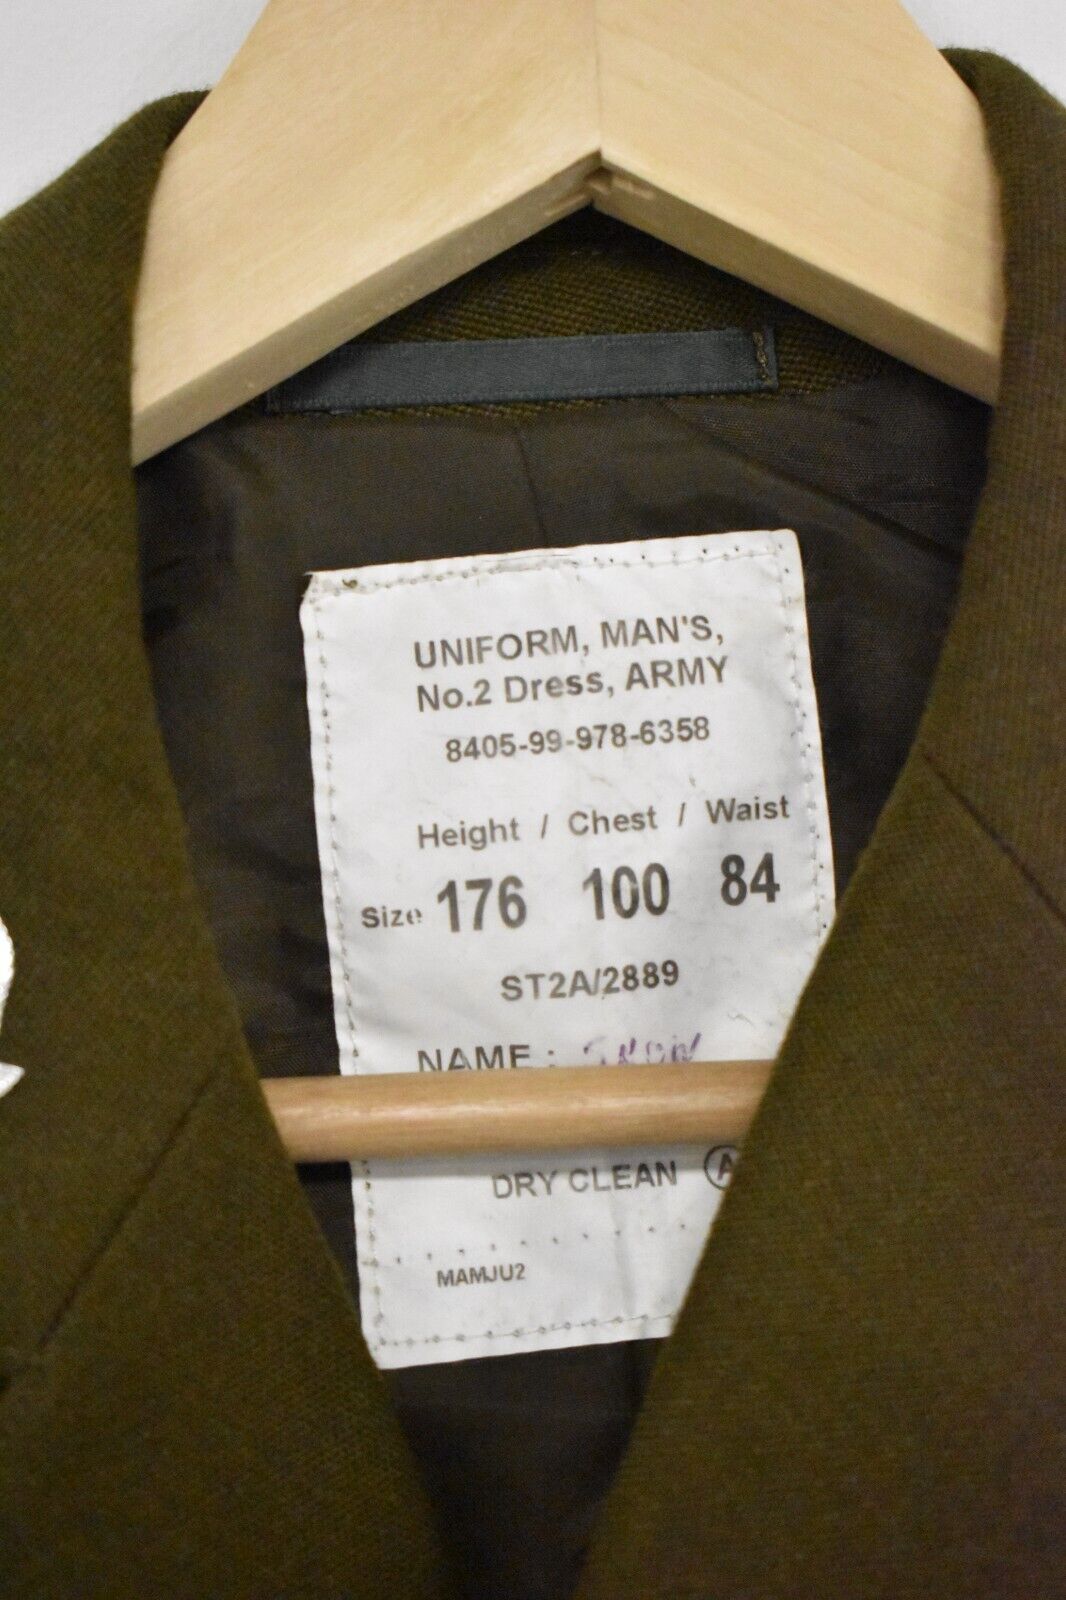 UNIFORM, MAN'S,
No.2 Dress, ARMY
8405-99-978-6358
Height / Chest / Waist
Size 176 100 84
ST2A/2889
NAME :
DRY CLEAN A
MAMJU2